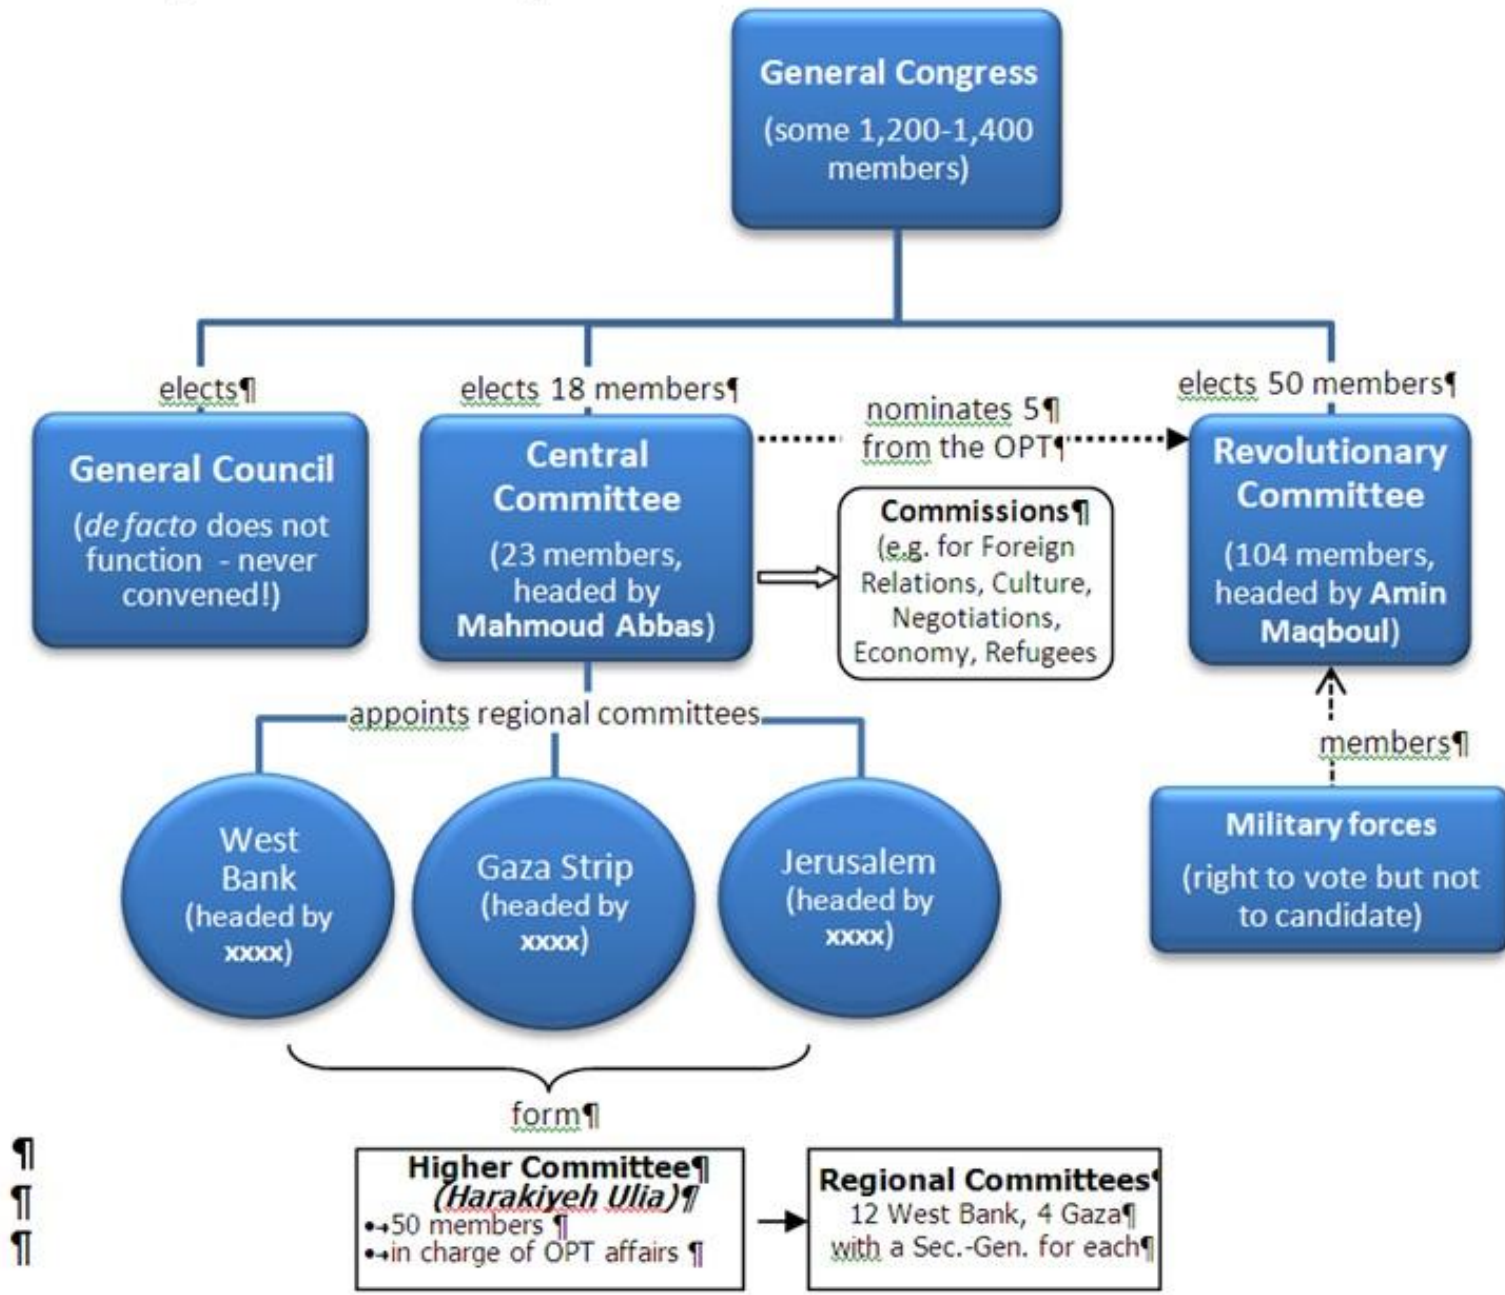 General Congress
(some 1,200-1,400
members)
elects¶
elects 18 members¶
elects 50 members¶
nominates 5¶
from the OPT¶
General Council
(de facto does not
function - never
convened!)
Central
Committee
(23 members,
headed by
Mahmoud Abbas)
Commissions¶
(e.g. for Foreign
Relations, Culture,
Negotiations,
Economy, Refugees
Revolutionary
Committee
(104 members,
headed by Amin
Maqboul)
appoints regional committees
members¶
West
Bank
(headed by
xxxx)
Gaza Strip
(headed by
xxxx)
Jerusalem
(headed by
xxxx)
Military forces
(right to vote but not
to candidate)
form¶
¶
¶
¶
Higher Committee¶
(Harakiyeh Ulia)¶
•→50 members ¶
•→in charge of OPT affairs ¶
Regional Committees¶
12 West Bank, 4 Gaza¶
with a Sec.-Gen. for each¶